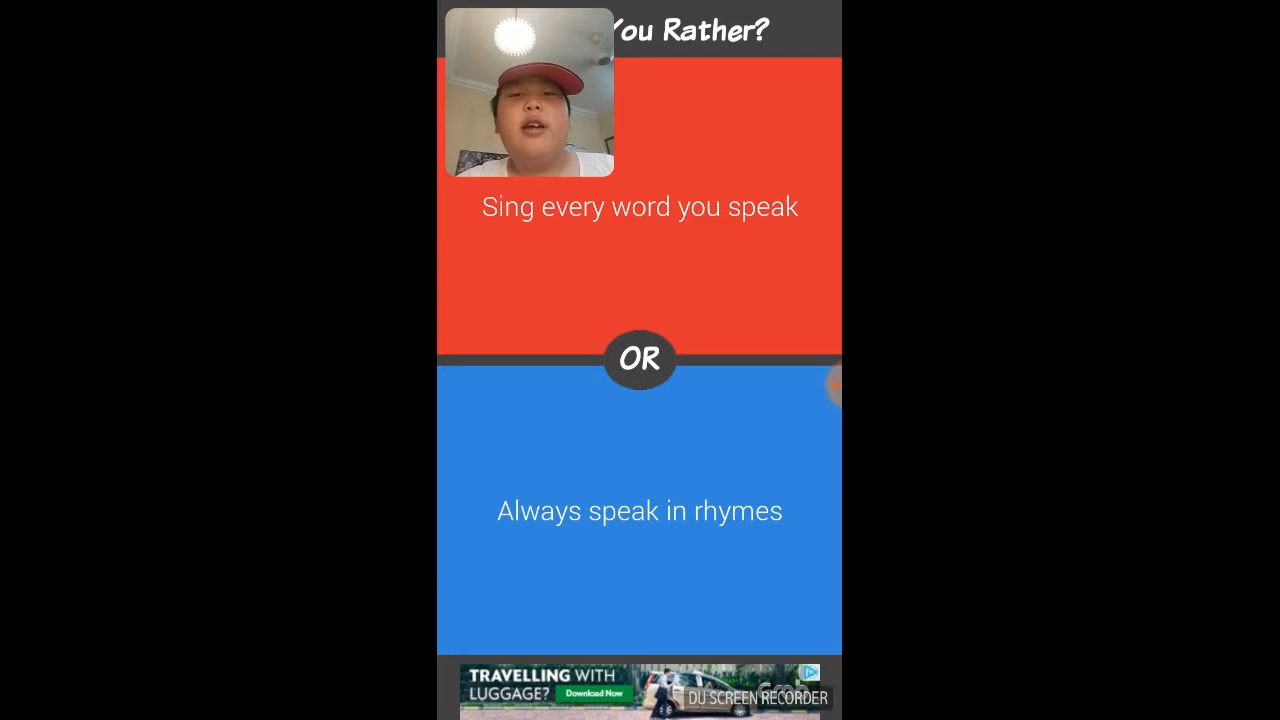 You Rather?
Sing every word you speak
OR
Always speak in rhymes
TRAVELLING WITH
LUGGAGE?
Download Now
DU SCREEN RECORDER